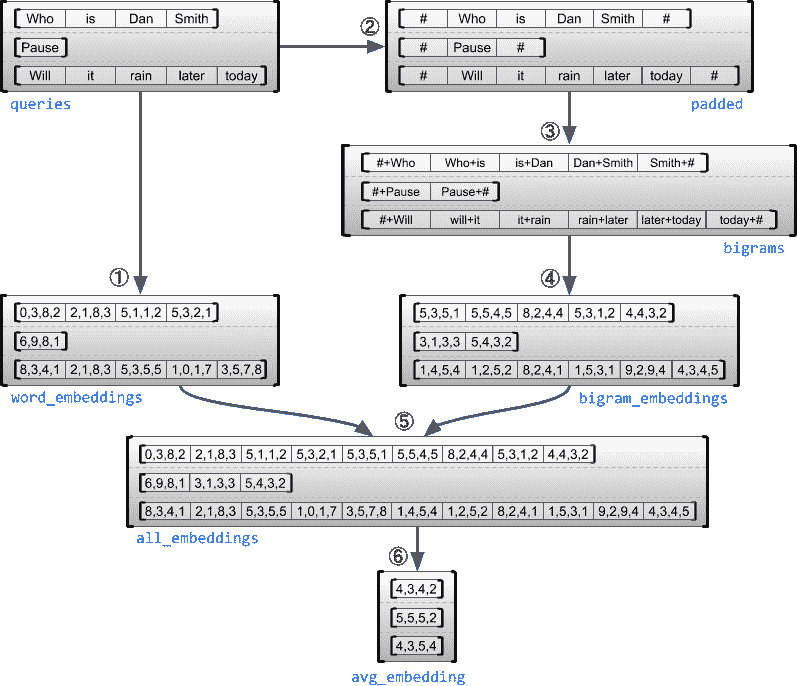 Who is Dan Smith
Pause
Will it rain later today
queries
②
# Who is Dan Smith #
# Pause #
# Will it rain later today #
padded
③
#+Who Who+is is+Dan Dan+Smith Smith+#
#+Pause Pause+#
#+Will will+it it+rain rain+later later+today today+#
bigrams
①
0,3,8,2 2,1,8,3 5,1,1,2 5,3,2,1
6,9,8,1
8,3,4,1 2,1,8,3 5,3,5,5 1,0,1,7 3,5,7,8
word_embeddings
④
5,3,5,1 5,5,4,5 8,2,4,4 5,3,1,2 4,4,3,2
3,1,3,3 5,4,3,2
1,4,5,4 1,2,5,2 8,2,4,1 1,5,3,1 9,2,9,4 4,3,4,5
bigram_embeddings
⑤
0,3,8,2 2,1,8,3 5,1,1,2 5,3,2,1 5,3,5,1 5,5,4,5 8,2,4,4 5,3,1,2 4,4,3,2
6,9,8,1 3,1,3,3 5,4,3,2
8,3,4,1 2,1,8,3 5,3,5,5 1,0,1,7 3,5,7,8 1,4,5,4 1,2,5,2 8,2,4,1 1,5,3,1 9,2,9,4 4,3,4,5
all_embeddings
⑥
4,3,4,2
5,5,5,2
4,3,5,4
avg_embedding